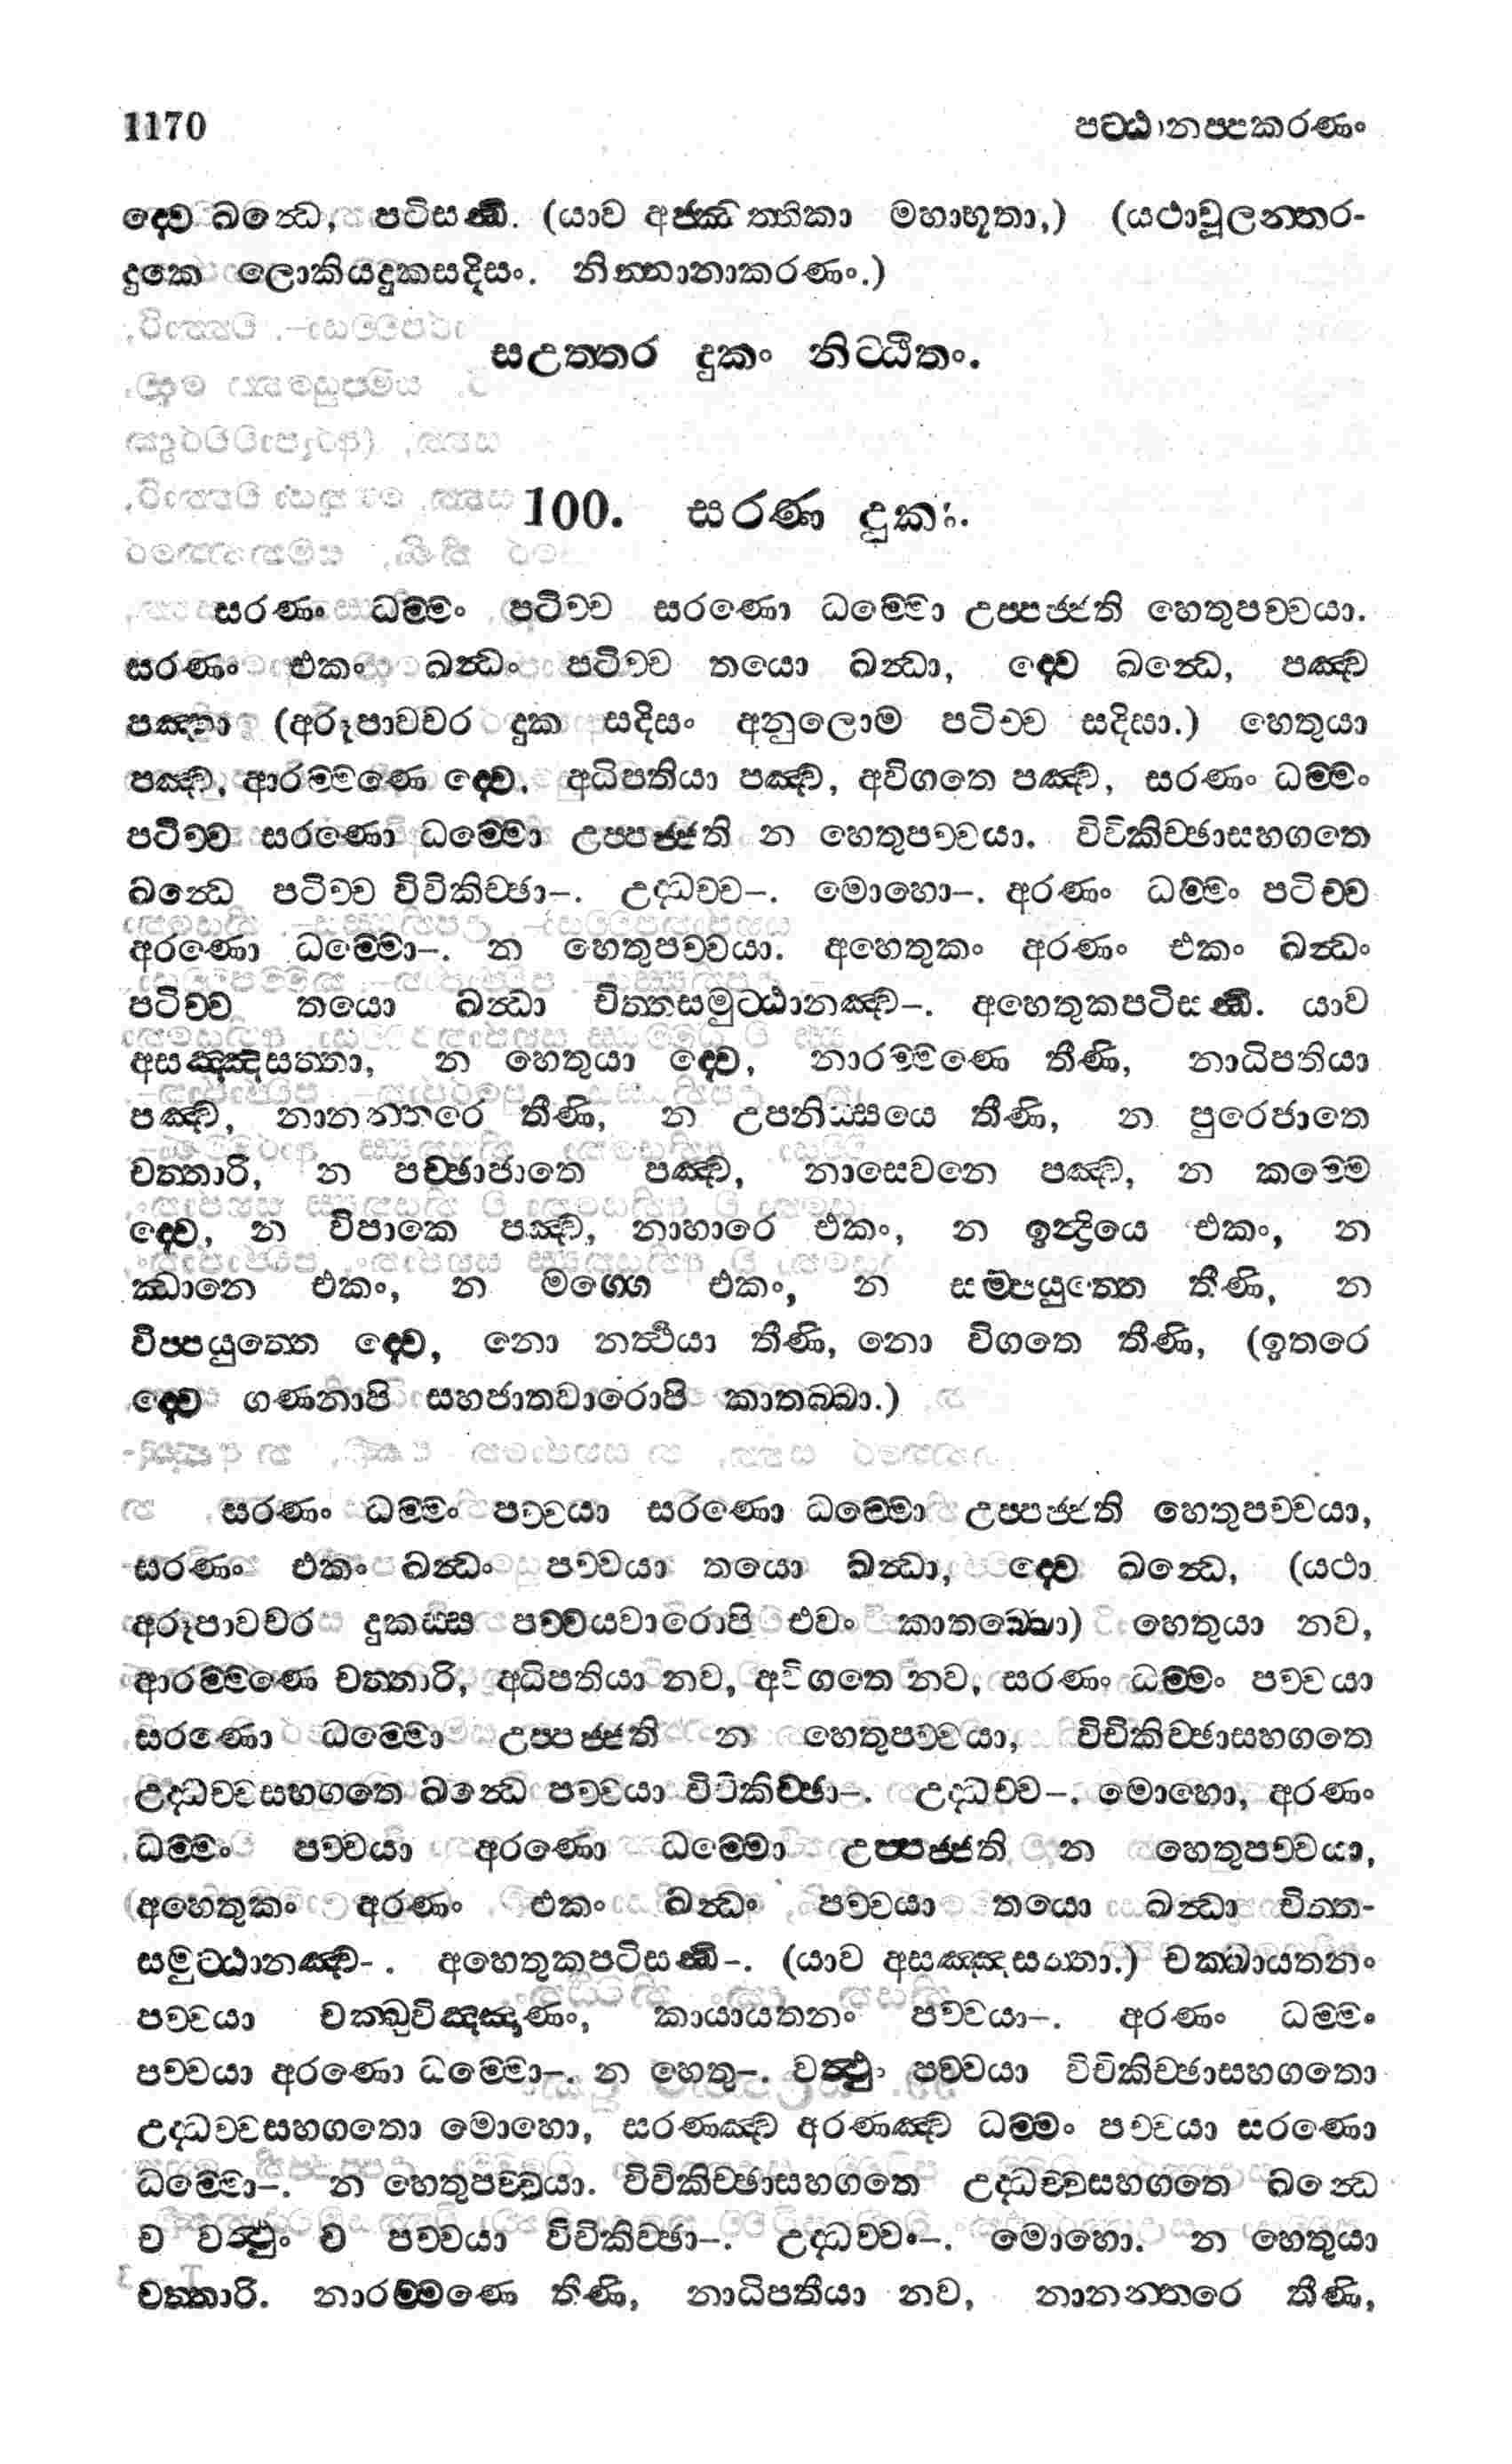 1170 පට්ඨානප්පකරණං
ද්වෙ ඛන්ධෙ, පටිසන්ධි. (යාව අජ්ඣත්තිකා මහාභූතා,) (යථාචූලන්තර-
දුකෙ ලොකියදුකසදිසං. නින්නානාකරණං.)
සඋත්තර දුකං නිට්ඨිතං.
100. සරණ දුකං.
සරණං ධම්මං පටිච්ච සරණො ධම්මො උප්පජ්ජති හෙතුපච්චයා.
සරණං එකං ඛන්ධං පටිච්ච තයො ඛන්ධා, ද්වෙ ඛන්ධෙ, පඤ්ච
පඤ්හා (අරූපාවචර දුක සදිසං අනුලොම පටිච්ච සදිසා.) හෙතුයා
පඤ්ච, ආරම්මණෙ ද්වෙ, අධිපතියා පඤ්ච, අවිගතෙ පඤ්ච, සරණං ධම්මං
පටිච්ච සරණො ධම්මො උප්පජ්ජති න හෙතුපච්චයා. විචිකිච්ඡාසහගතෙ
ඛන්ධෙ පටිච්ච විචිකිච්ඡා–. උද්ධච්ච–. මොහො–. අරණං ධම්මං පටිච්ච
අරණො ධම්මො–. න හෙතුපච්චයා. අහෙතුකං අරණං එකං ඛන්ධං
පටිච්ච තයො ඛන්ධා චිත්තසමුට්ඨානඤ්ච–. අහෙතුකපටිසන්ධි. යාව
අසඤ්ඤසත්තා, න හෙතුයා ද්වෙ, නාරම්මණෙ තීණි, නාධිපතියා
පඤ්ච, නානන්තරෙ තීණි, න උපනිස්සයෙ තීණි, න පුරෙජාතෙ
චත්තාරි, න පච්ඡාජාතෙ පඤ්ච, නාසෙවනෙ පඤ්ච, න කම්මෙ
ද්වෙ, න විපාකෙ පඤ්ච, නාහාරෙ එකං, න ඉන්ද්‍රියෙ එකං, න
ඣානෙ එකං, න මග්ගෙ එකං, න සම්පයුත්තෙ තීණි, න
විප්පයුත්තෙ ද්වෙ, නො නත්ථියා තීණි, නො විගතෙ තීණි, (ඉතරෙ
ද්වෙ ගණනාපි සහජාතවාරොපි කාතබ්බා.)
සරණං ධම්මං පච්චයා සරණො ධම්මො උප්පජ්ජති හෙතුපච්චයා,
සරණං එකං ඛන්ධං පච්චයා තයො ඛන්ධා, ද්වෙ ඛන්ධෙ, (යථා
අරූපාවචර දුකස්ස පච්චයවාරොපි එවං කාතබ්බො) හෙතුයා නව,
ආරම්මණෙ චත්තාරි, අධිපතියා නව, අවිගතෙ නව, සරණං ධම්මං පච්චයා
සරණො ධම්මො උප්පජ්ජති න හෙතුපච්චයා, විචිකිච්ඡාසහගතෙ
උද්ධච්චසහගතෙ ඛන්ධෙ පච්චයා විචිකිච්ඡා–. උද්ධච්ච–. මොහො, අරණං
ධම්මං පච්චයා අරණො ධම්මො උප්පජ්ජති න හෙතුපච්චයා,
අහෙතුකං අරණං එකං ඛන්ධං පච්චයා තයො ඛන්ධා චිත්ත-
සමුට්ඨානඤ්ච-. අහෙතුකපටිසන්ධි–. (යාව අසඤ්ඤසත්තා.) චක්ඛායතනං
පච්චයා චක්ඛුවිඤ්ඤාණං, කායායතනං පච්චයා–. අරණං ධම්මං
පච්චයා අරණො ධම්මො–. න හෙතු–. වත්ථුං පච්චයා විචිකිච්ඡාසහගතො
උද්ධච්චසහගතො මොහො, සරණඤ්ච අරණඤ්ච ධම්මං පච්චයා සරණො
ධම්මො–. න හෙතුපච්චයා. විචිකිච්ඡාසහගතෙ උද්ධච්චසහගතෙ ඛන්ධෙ
ච වත්ථුං ච පච්චයා විචිකිච්ඡා–. උද්ධච්චං–. මොහො. න හෙතුයා
චත්තාරි. නාරම්මණෙ තීණි, නාධිපතියා නව, නානන්තරෙ තීණි,